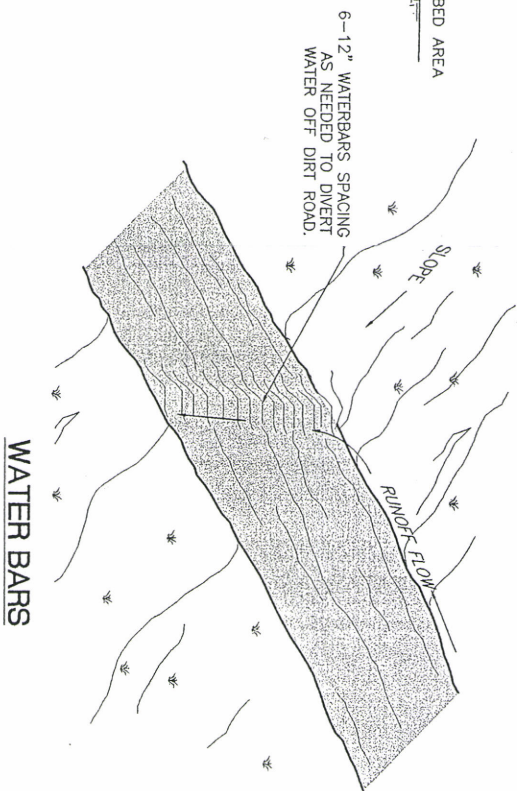 BED AREA
6-12" WATERBARS SPACING
AS NEEDED TO DIVERT
WATER OFF DIRT ROAD.
SLOPE
RUNOFF FLOW
WATER BARS